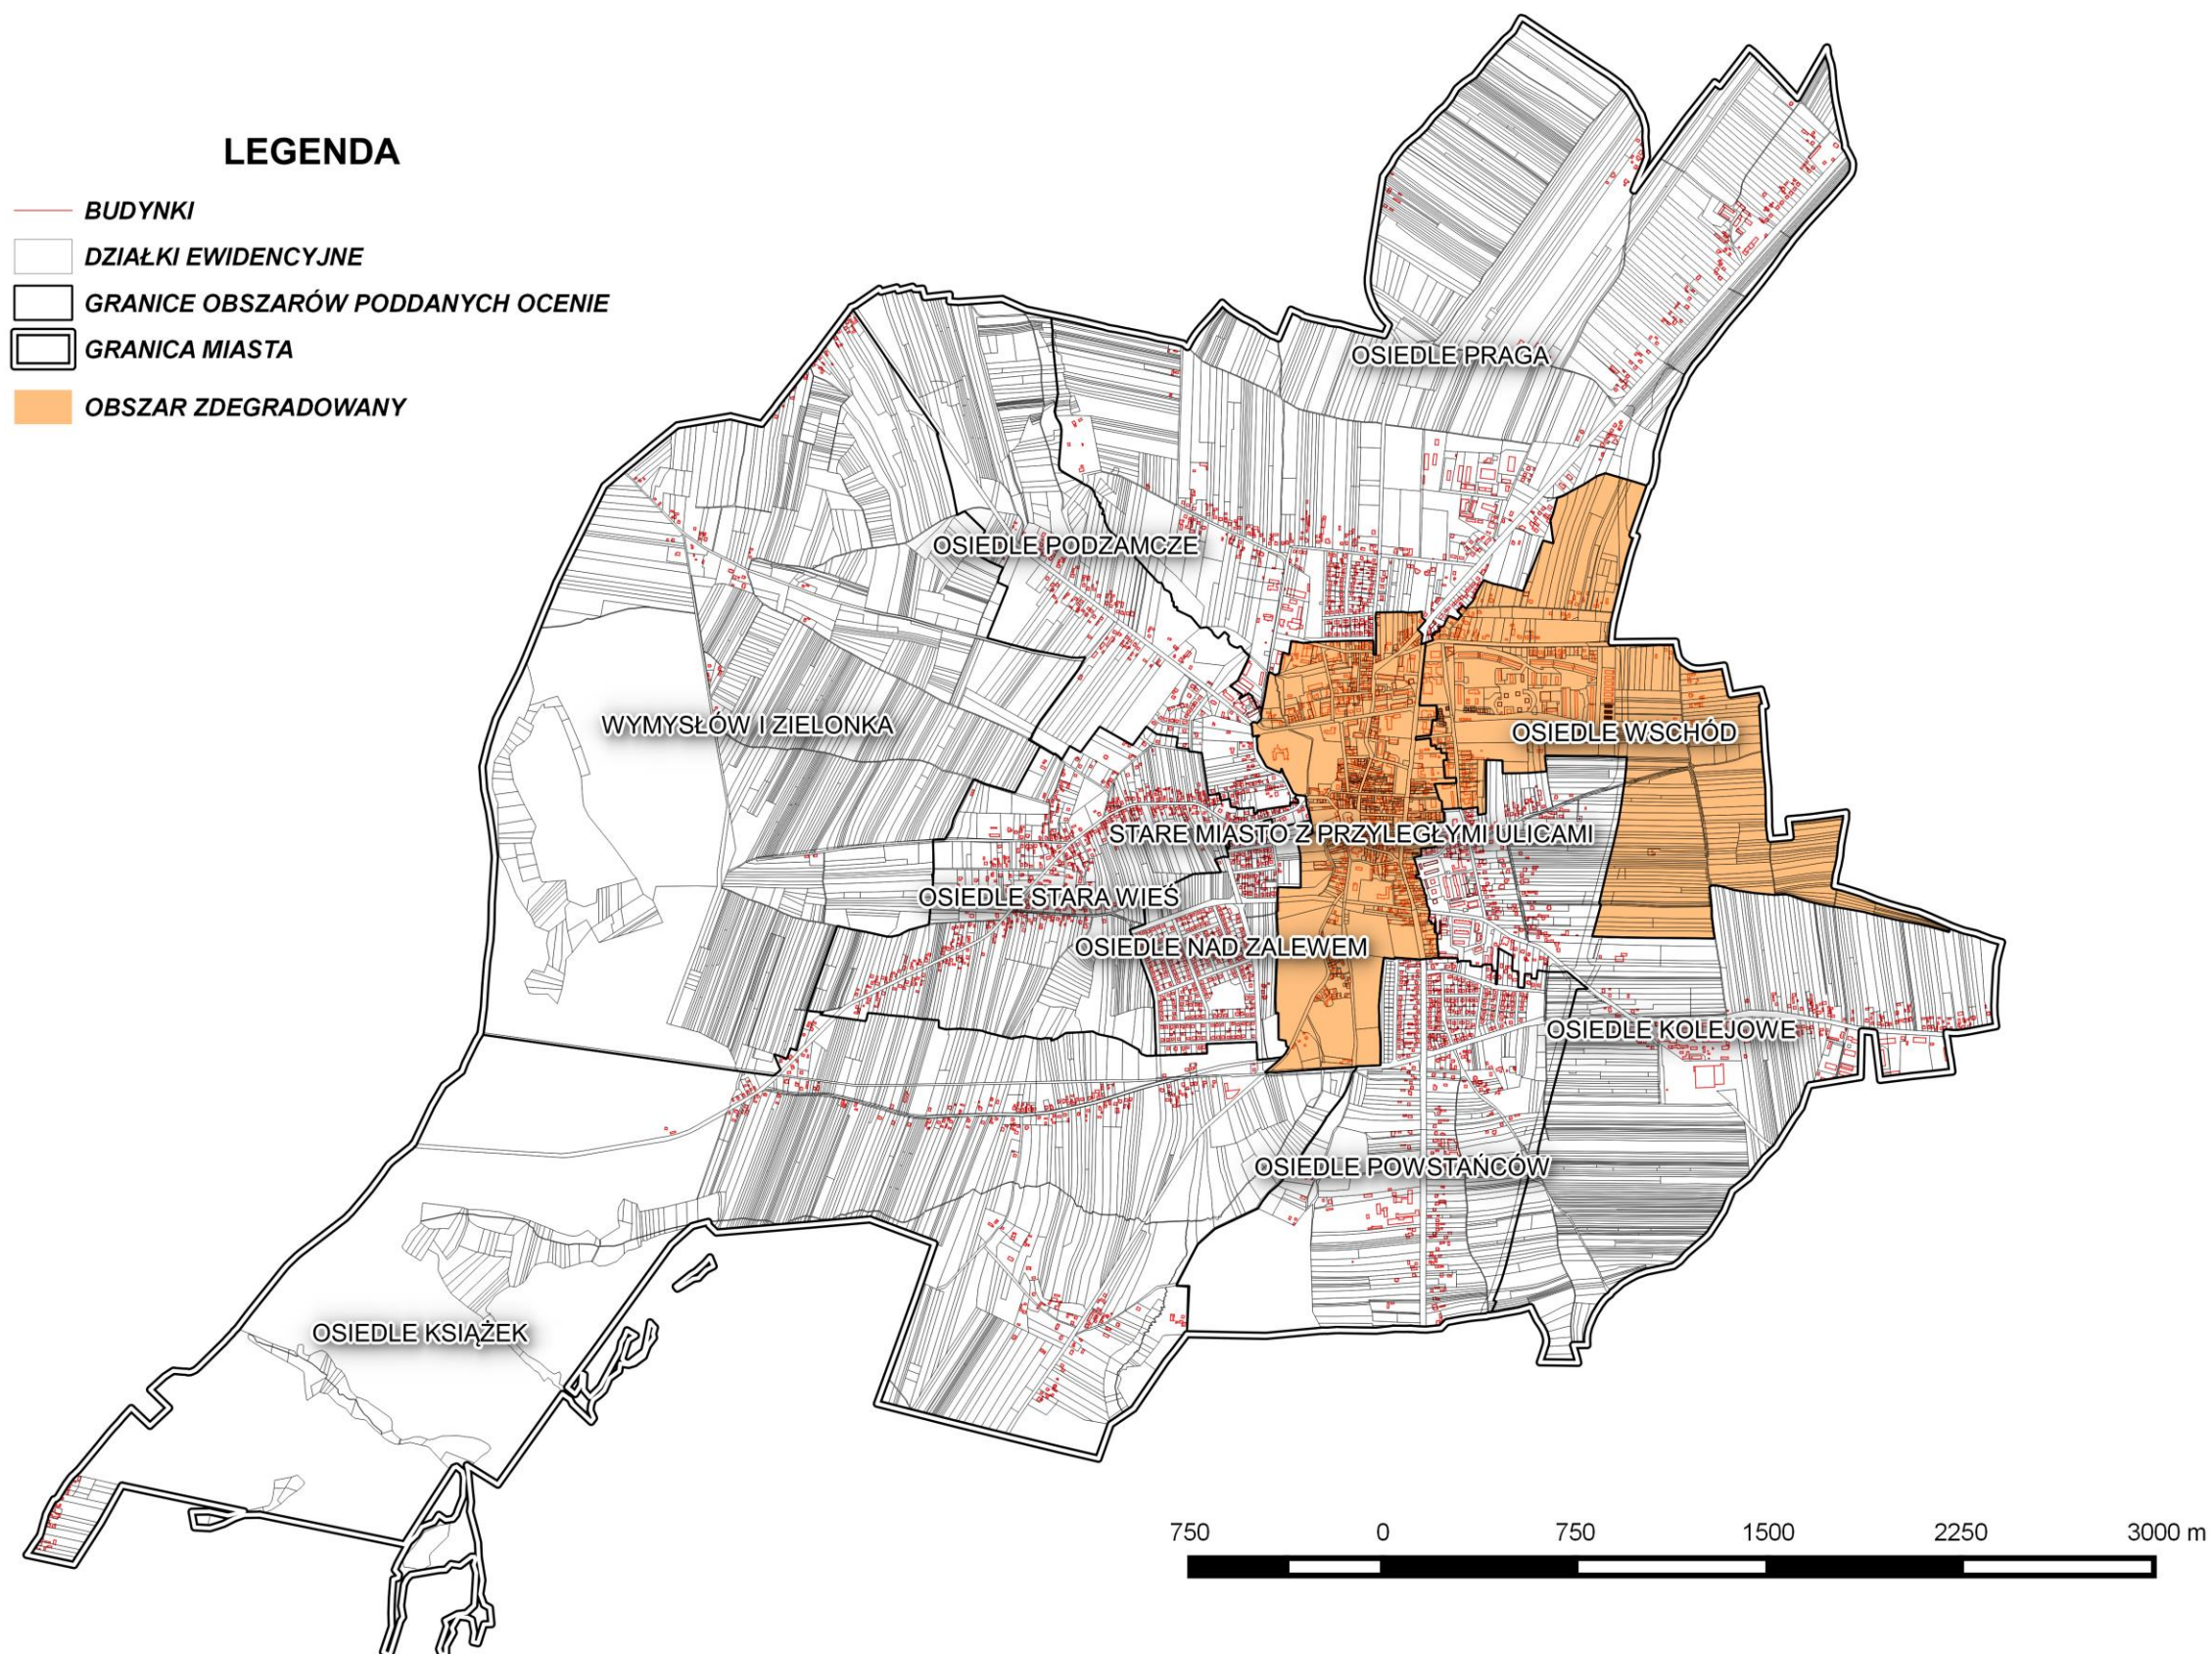 LEGENDA
BUDYNKI
DZIAŁKI EWIDENCYJNE
GRANICE OBSZARÓW PODDANYCH OCENIE
GRANICA MIASTA
OBSZAR ZDEGRADOWANY
OSIEDLE PRAGA
OSIEDLE PODZAMCZE
WYMYSŁÓW I ZIELONKA
OSIEDLE WSCHÓD
STARE MIASTO Z PRZYLEGŁYMI ULICAMI
OSIEDLE STARA WIEŚ
OSIEDLE NAD ZALEWEM
OSIEDLE KOLEJOWE
OSIEDLE POWSTAŃCÓW
OSIEDLE KSIĄŻEK
750 0 750 1500 2250 3000 m